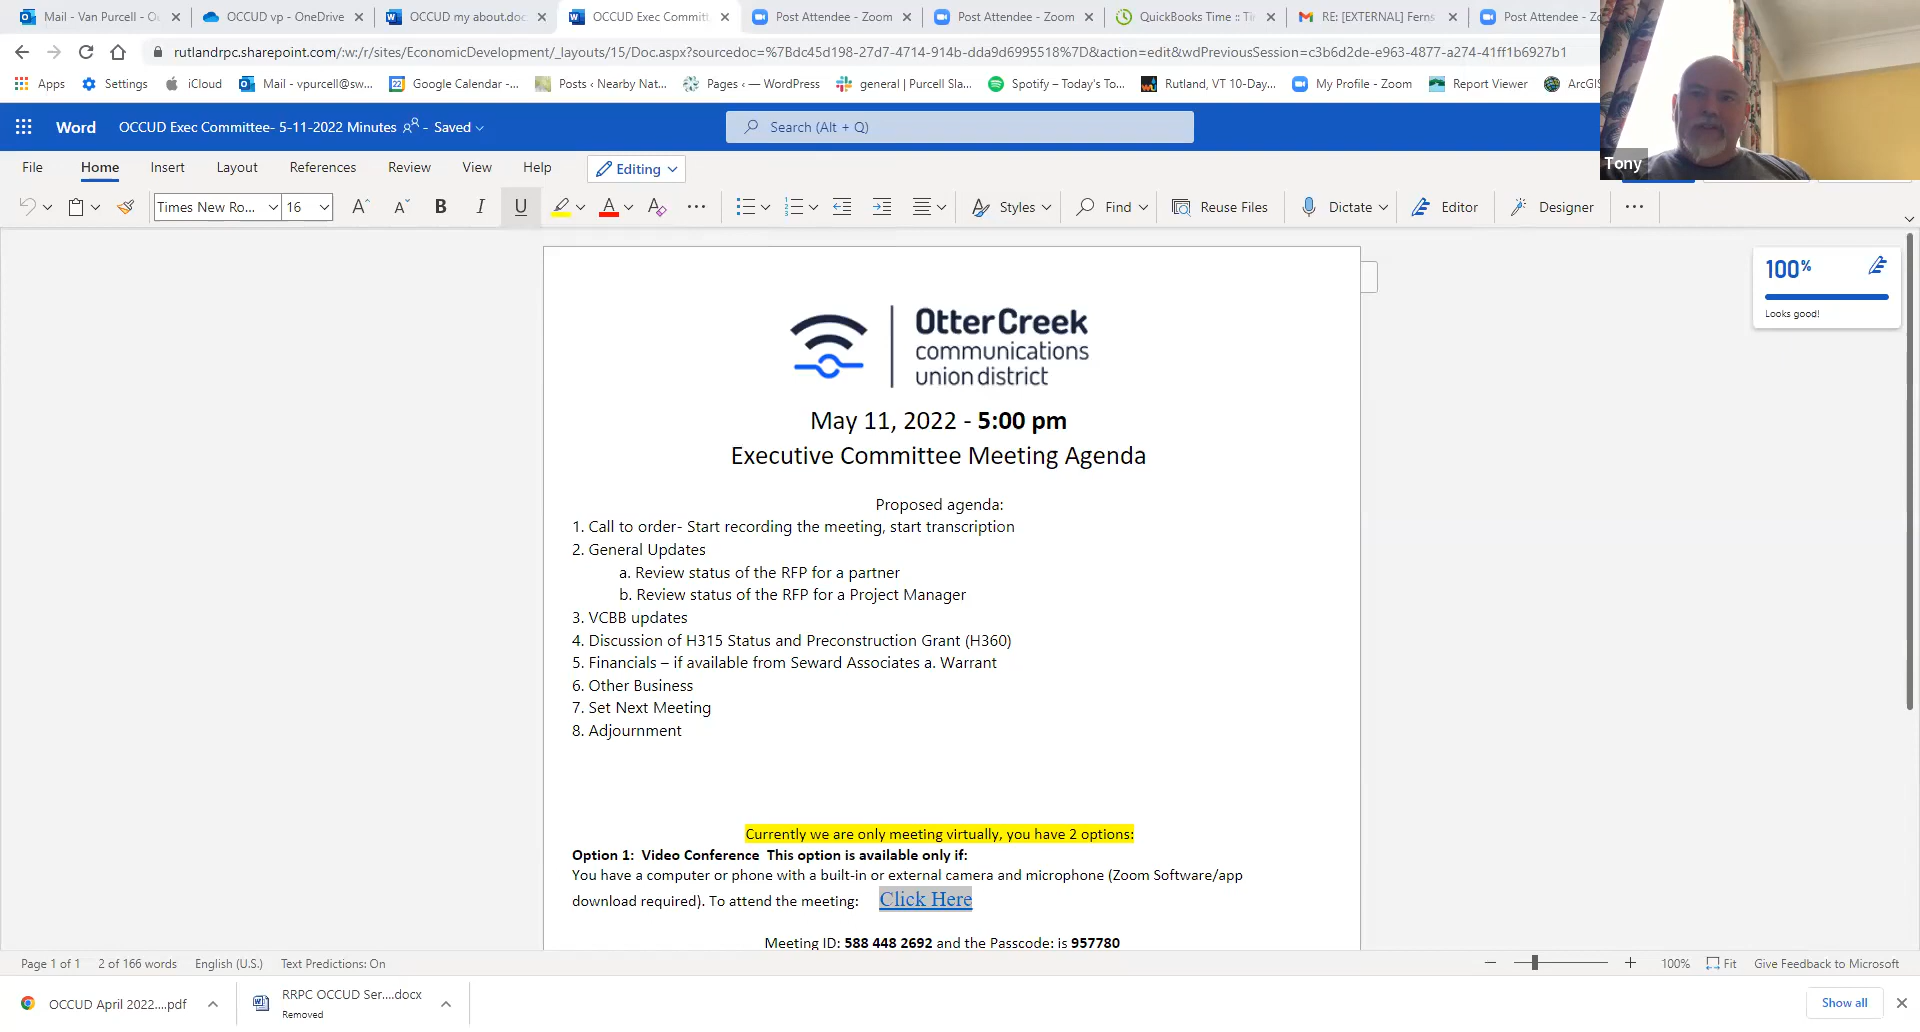 Mail - Van Purcell - Ou
OCCUD vp - OneDrive
OCCUD my about.doc
OCCUD Exec Committ
Post Attendee - Zoom
Post Attendee - Zoom
QuickBooks Time :: Ti
RE: [EXTERNAL] Ferns
Post Attendee - Zo
rutlandrpc.sharepoint.com/:w:/r/sites/EconomicDevelopment/_layouts/15/Doc.aspx?sourcedoc=%7Bdc45d198-27d7-4714-914b-dda9d6995518%7D&action=edit&wdPreviousSession=c3b6d2de-e963-4877-a274-41ff1b6927b1
Apps
Settings
iCloud
Mail - vpurcell@sw...
Google Calendar -...
Posts ‹ Nearby Nat...
Pages ‹ — WordPress
general | Purcell Sla...
Spotify – Today's To...
Rutland, VT 10-Day...
My Profile - Zoom
Report Viewer
ArcGIS
Word
OCCUD Exec Committee- 5-11-2022 Minutes - Saved
Search (Alt + Q)
Tony
File
Home
Insert
Layout
References
Review
View
Help
Editing
Times New Ro...
16
Styles
Find
Reuse Files
Dictate
Editor
Designer
100%
Looks good!
Otter Creek
communications
union district
May 11, 2022 - 5:00 pm
Executive Committee Meeting Agenda
Proposed agenda:
1. Call to order- Start recording the meeting, start transcription
2. General Updates
a. Review status of the RFP for a partner
b. Review status of the RFP for a Project Manager
3. VCBB updates
4. Discussion of H315 Status and Preconstruction Grant (H360)
5. Financials – if available from Seward Associates a. Warrant
6. Other Business
7. Set Next Meeting
8. Adjournment
Currently we are only meeting virtually, you have 2 options:
Option 1: Video Conference This option is available only if:
You have a computer or phone with a built-in or external camera and microphone (Zoom Software/app
download required). To attend the meeting: Click Here
Meeting ID: 588 448 2692 and the Passcode: is 957780
Page 1 of 1
2 of 166 words
English (U.S.)
Text Predictions: On
100%
Fit
Give Feedback to Microsoft
OCCUD April 2022....pdf
RRPC OCCUD Ser....docx
Removed
Show all